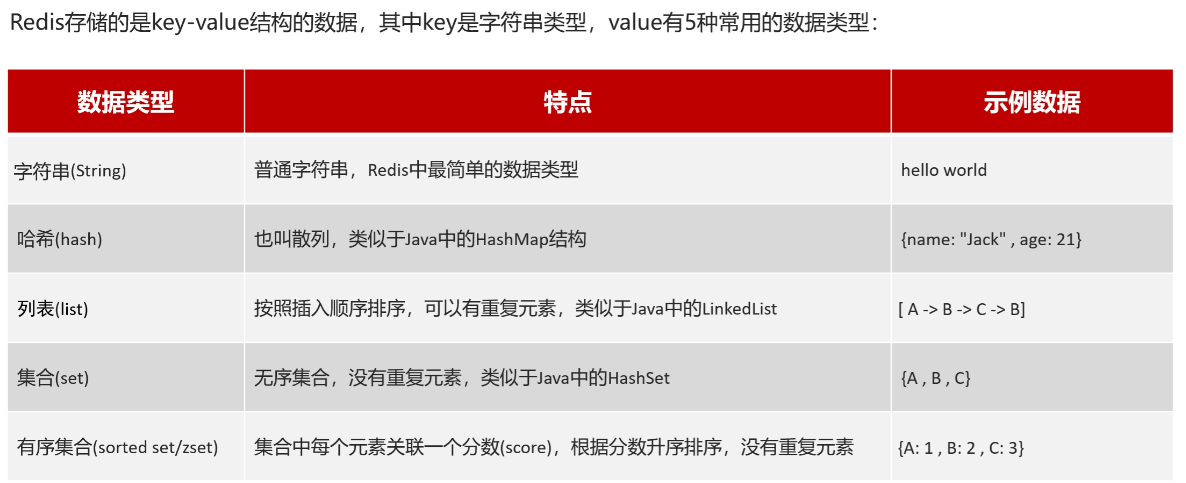 Redis存储的是key-value结构的数据，其中key是字符串类型，value有5种常用的数据类型：
数据类型 特点 示例数据
字符串(String) 普通字符串，Redis中最简单的数据类型 hello world
哈希(hash) 也叫散列，类似于Java中的HashMap结构 {name: "Jack" , age: 21}
列表(list) 按照插入顺序排序，可以有重复元素，类似于Java中的LinkedList [ A -> B -> C -> B]
集合(set) 无序集合，没有重复元素，类似于Java中的HashSet {A , B , C}
有序集合(sorted set/zset) 集合中每个元素关联一个分数(score)，根据分数升序排序，没有重复元素 {A: 1 , B: 2 , C: 3}